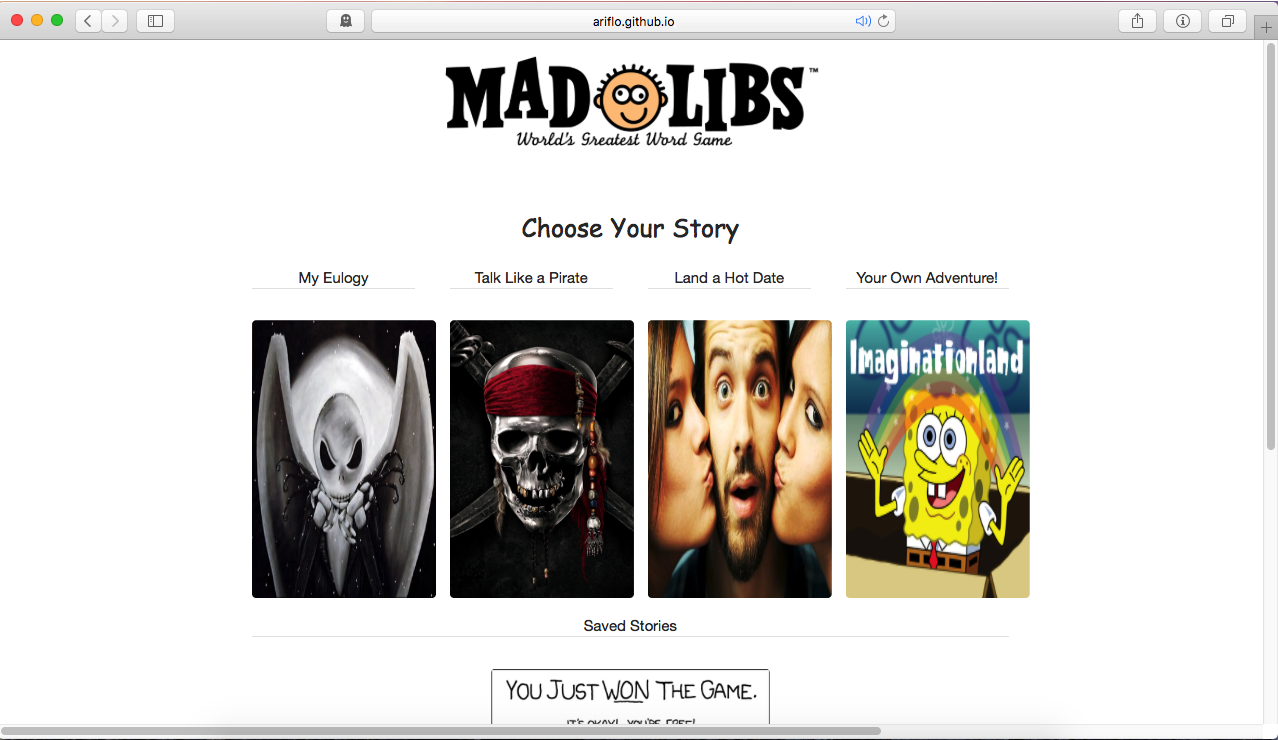 ariflo.github.io
MAD LIBS™
World's Greatest Word Game
Choose Your Story
My Eulogy
Talk Like a Pirate
Land a Hot Date
Your Own Adventure!
Imaginationland
Saved Stories
YOU JUST WON THE GAME.
IT'S OKAY! YOU'RE FREE!